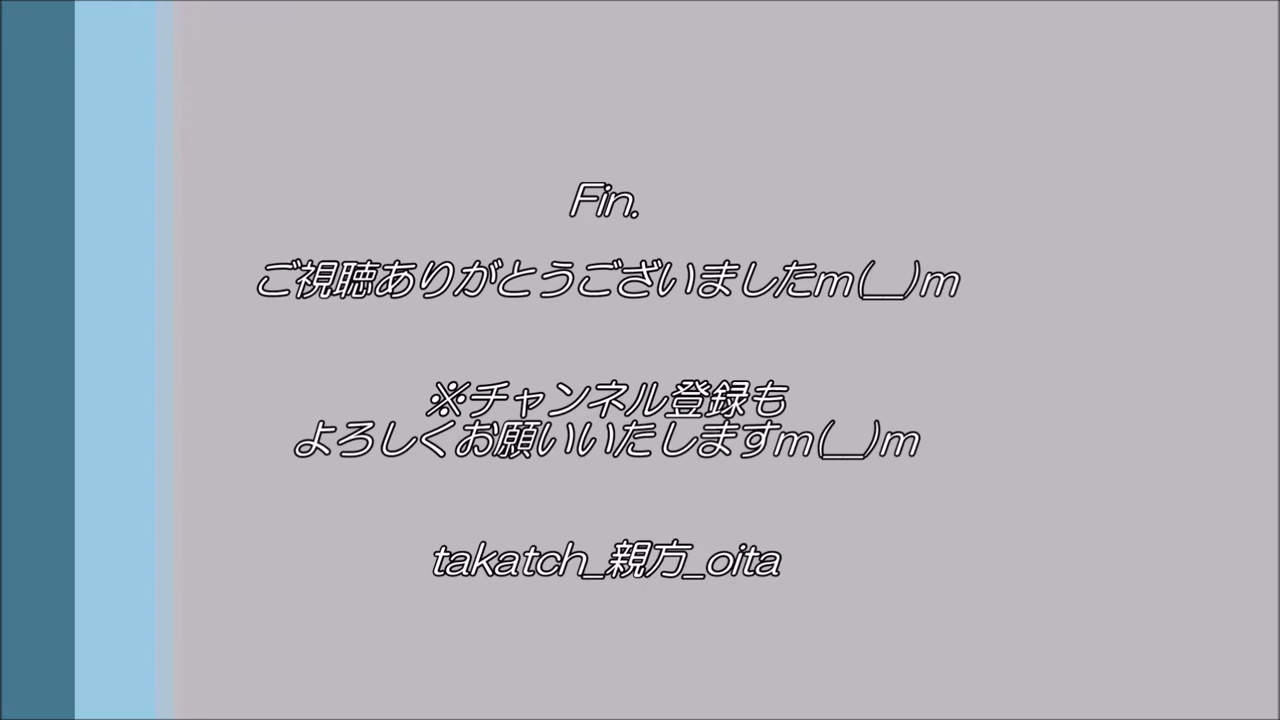 Fin.
ご視聴ありがとうございましたm(__)m
※チャンネル登録も
よろしくお願いいたしますm(__)m
takatch_親方_oita